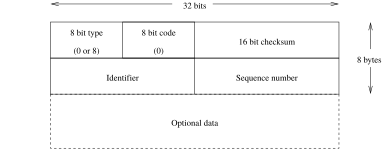 32 bits
8 bit type
(0 or 8)
8 bit code
(0)
16 bit checksum
8 bytes
Identifier
Sequence number
Optional data